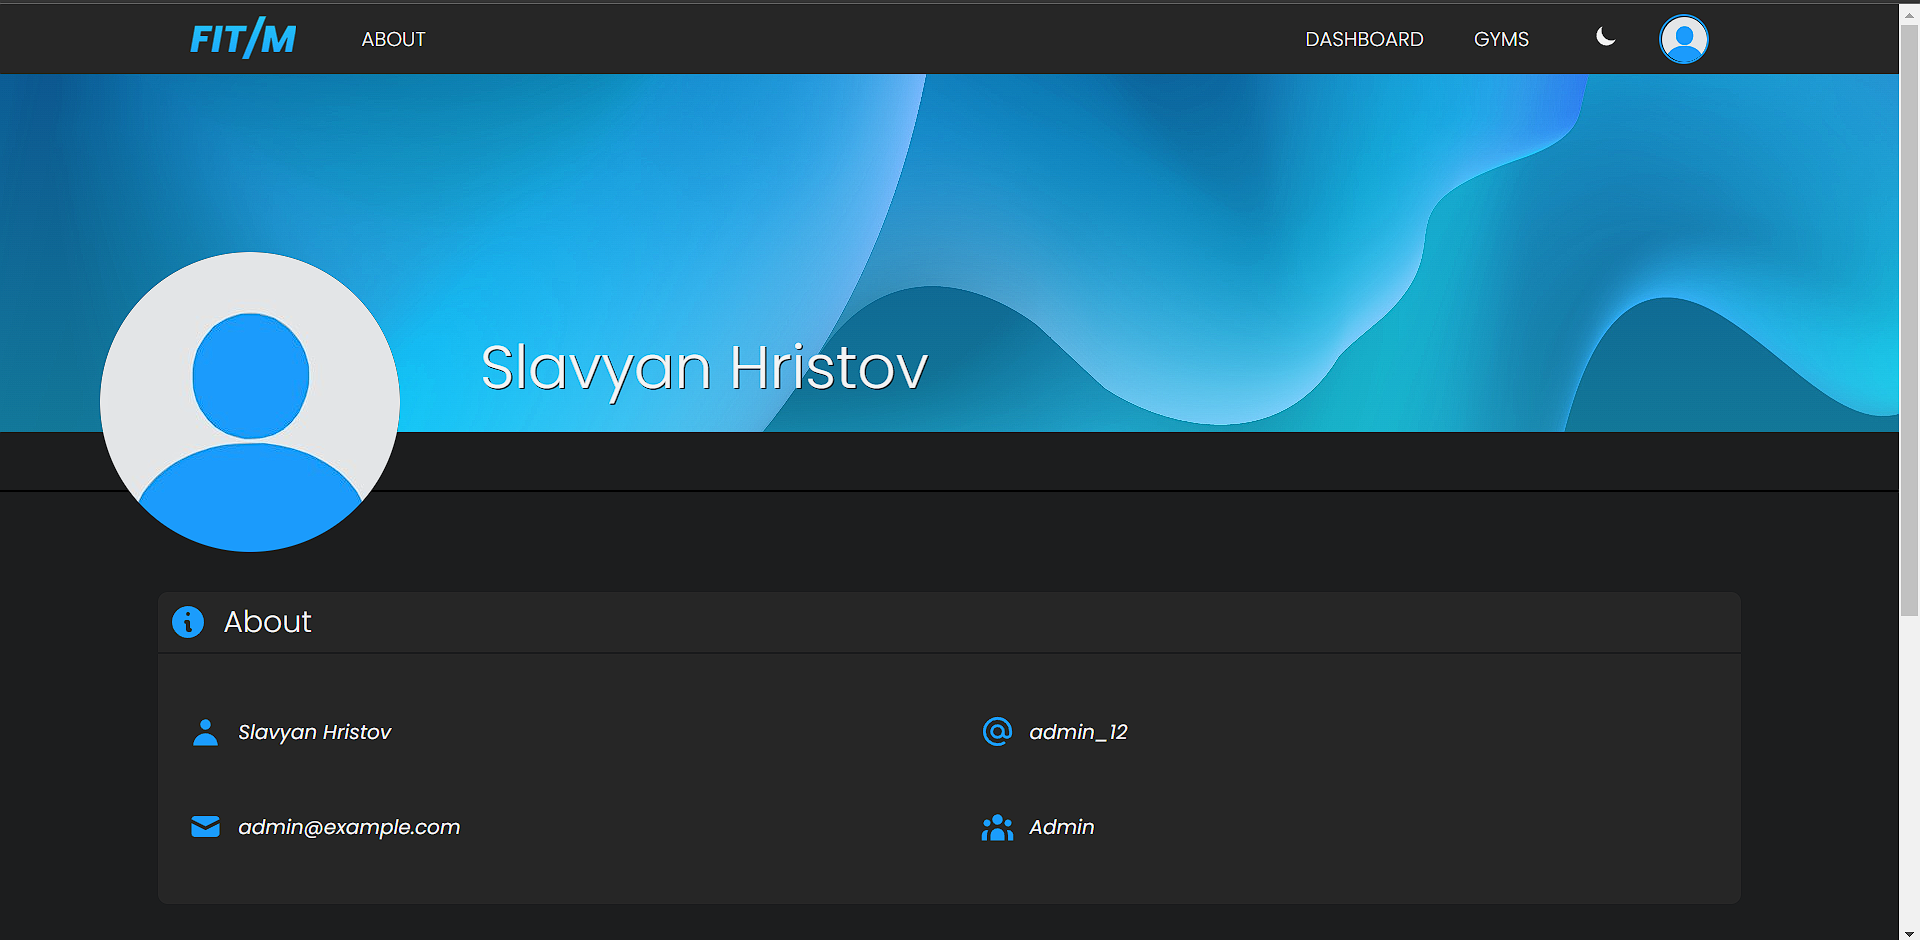 FIT/M ABOUT DASHBOARD GYMS
Slavyan Hristov
About
Slavyan Hristov
admin_12
admin@example.com
Admin